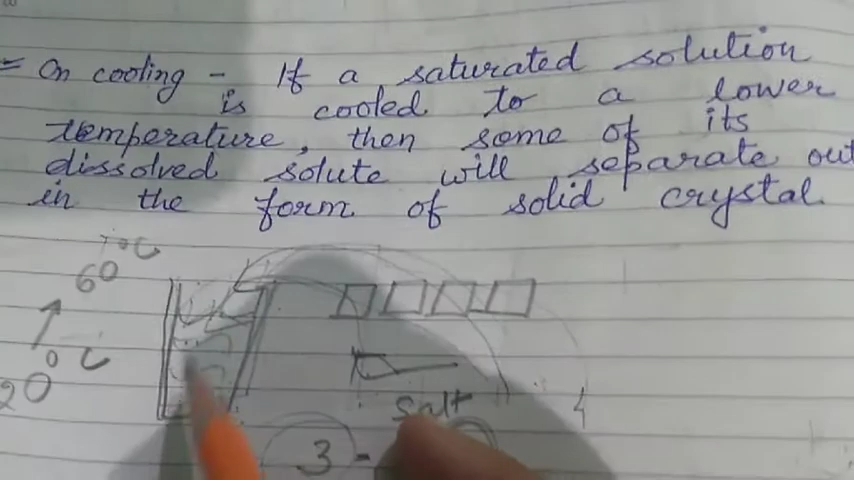 = On cooling - If a saturated solution
is cooled to a lower
temperature, then some of its
dissolved solute will separate out
in the form of solid crystal.
°C
60
°C
20
salt
3 -